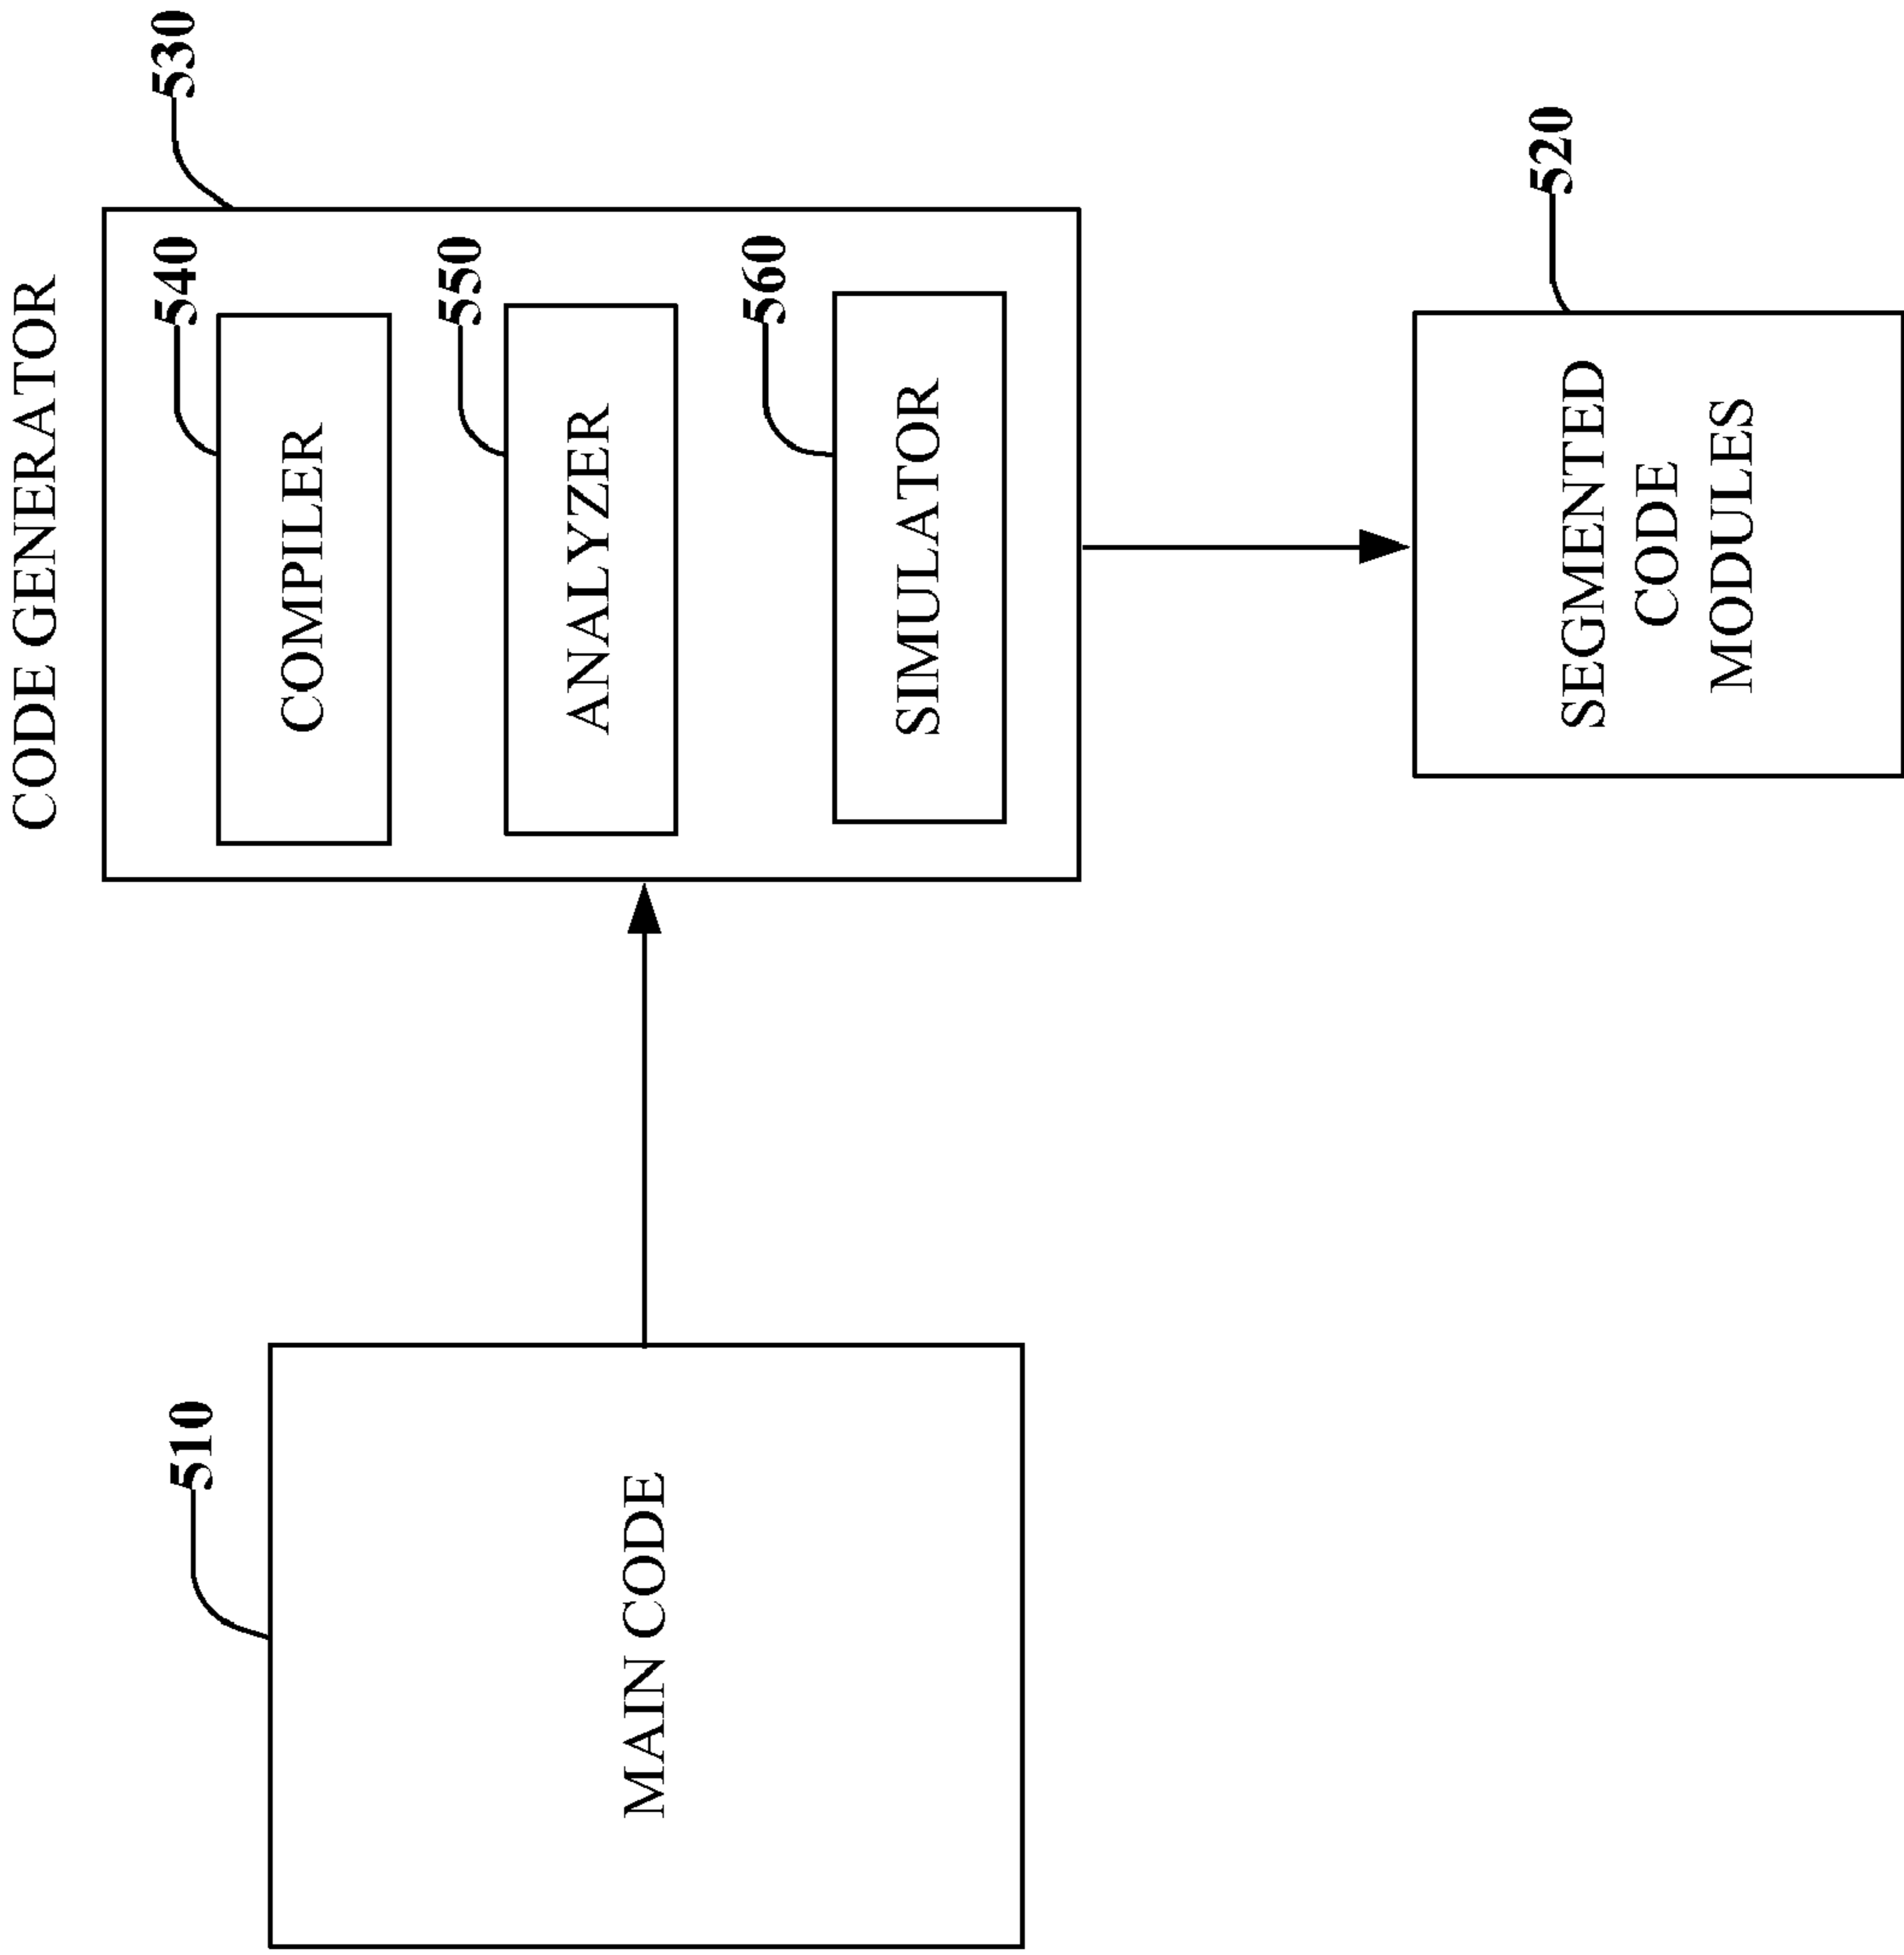 CODE GENERATOR
530
540
COMPILER
550
ANALYZER
560
SIMULATOR
510
MAIN CODE
520
SEGMENTED
CODE
MODULES